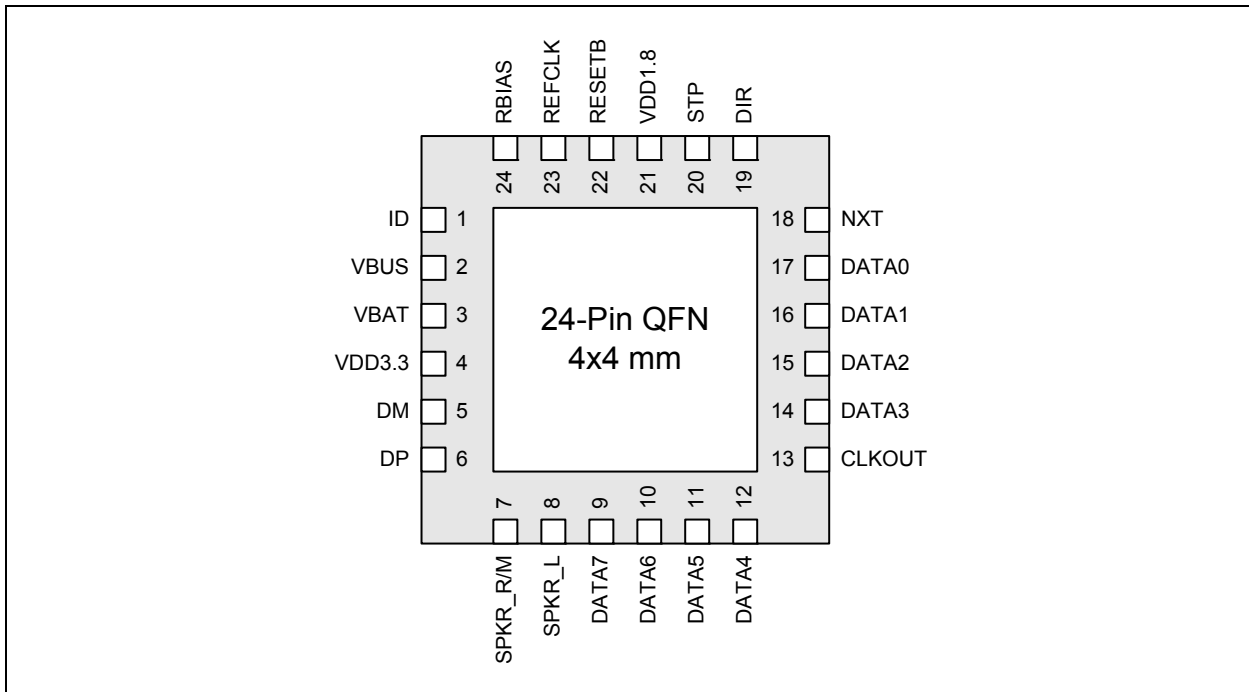 RBIAS
REFCLK
RESETB
VDD1.8
STP
DIR
24
23
22
21
20
19
ID 1
VBUS 2
VBAT 3
VDD3.3 4
DM 5
DP 6
24-Pin QFN
4x4 mm
18 NXT
17 DATA0
16 DATA1
15 DATA2
14 DATA3
13 CLKOUT
7
8
9
10
11
12
SPKR_R/M
SPKR_L
DATA7
DATA6
DATA5
DATA4